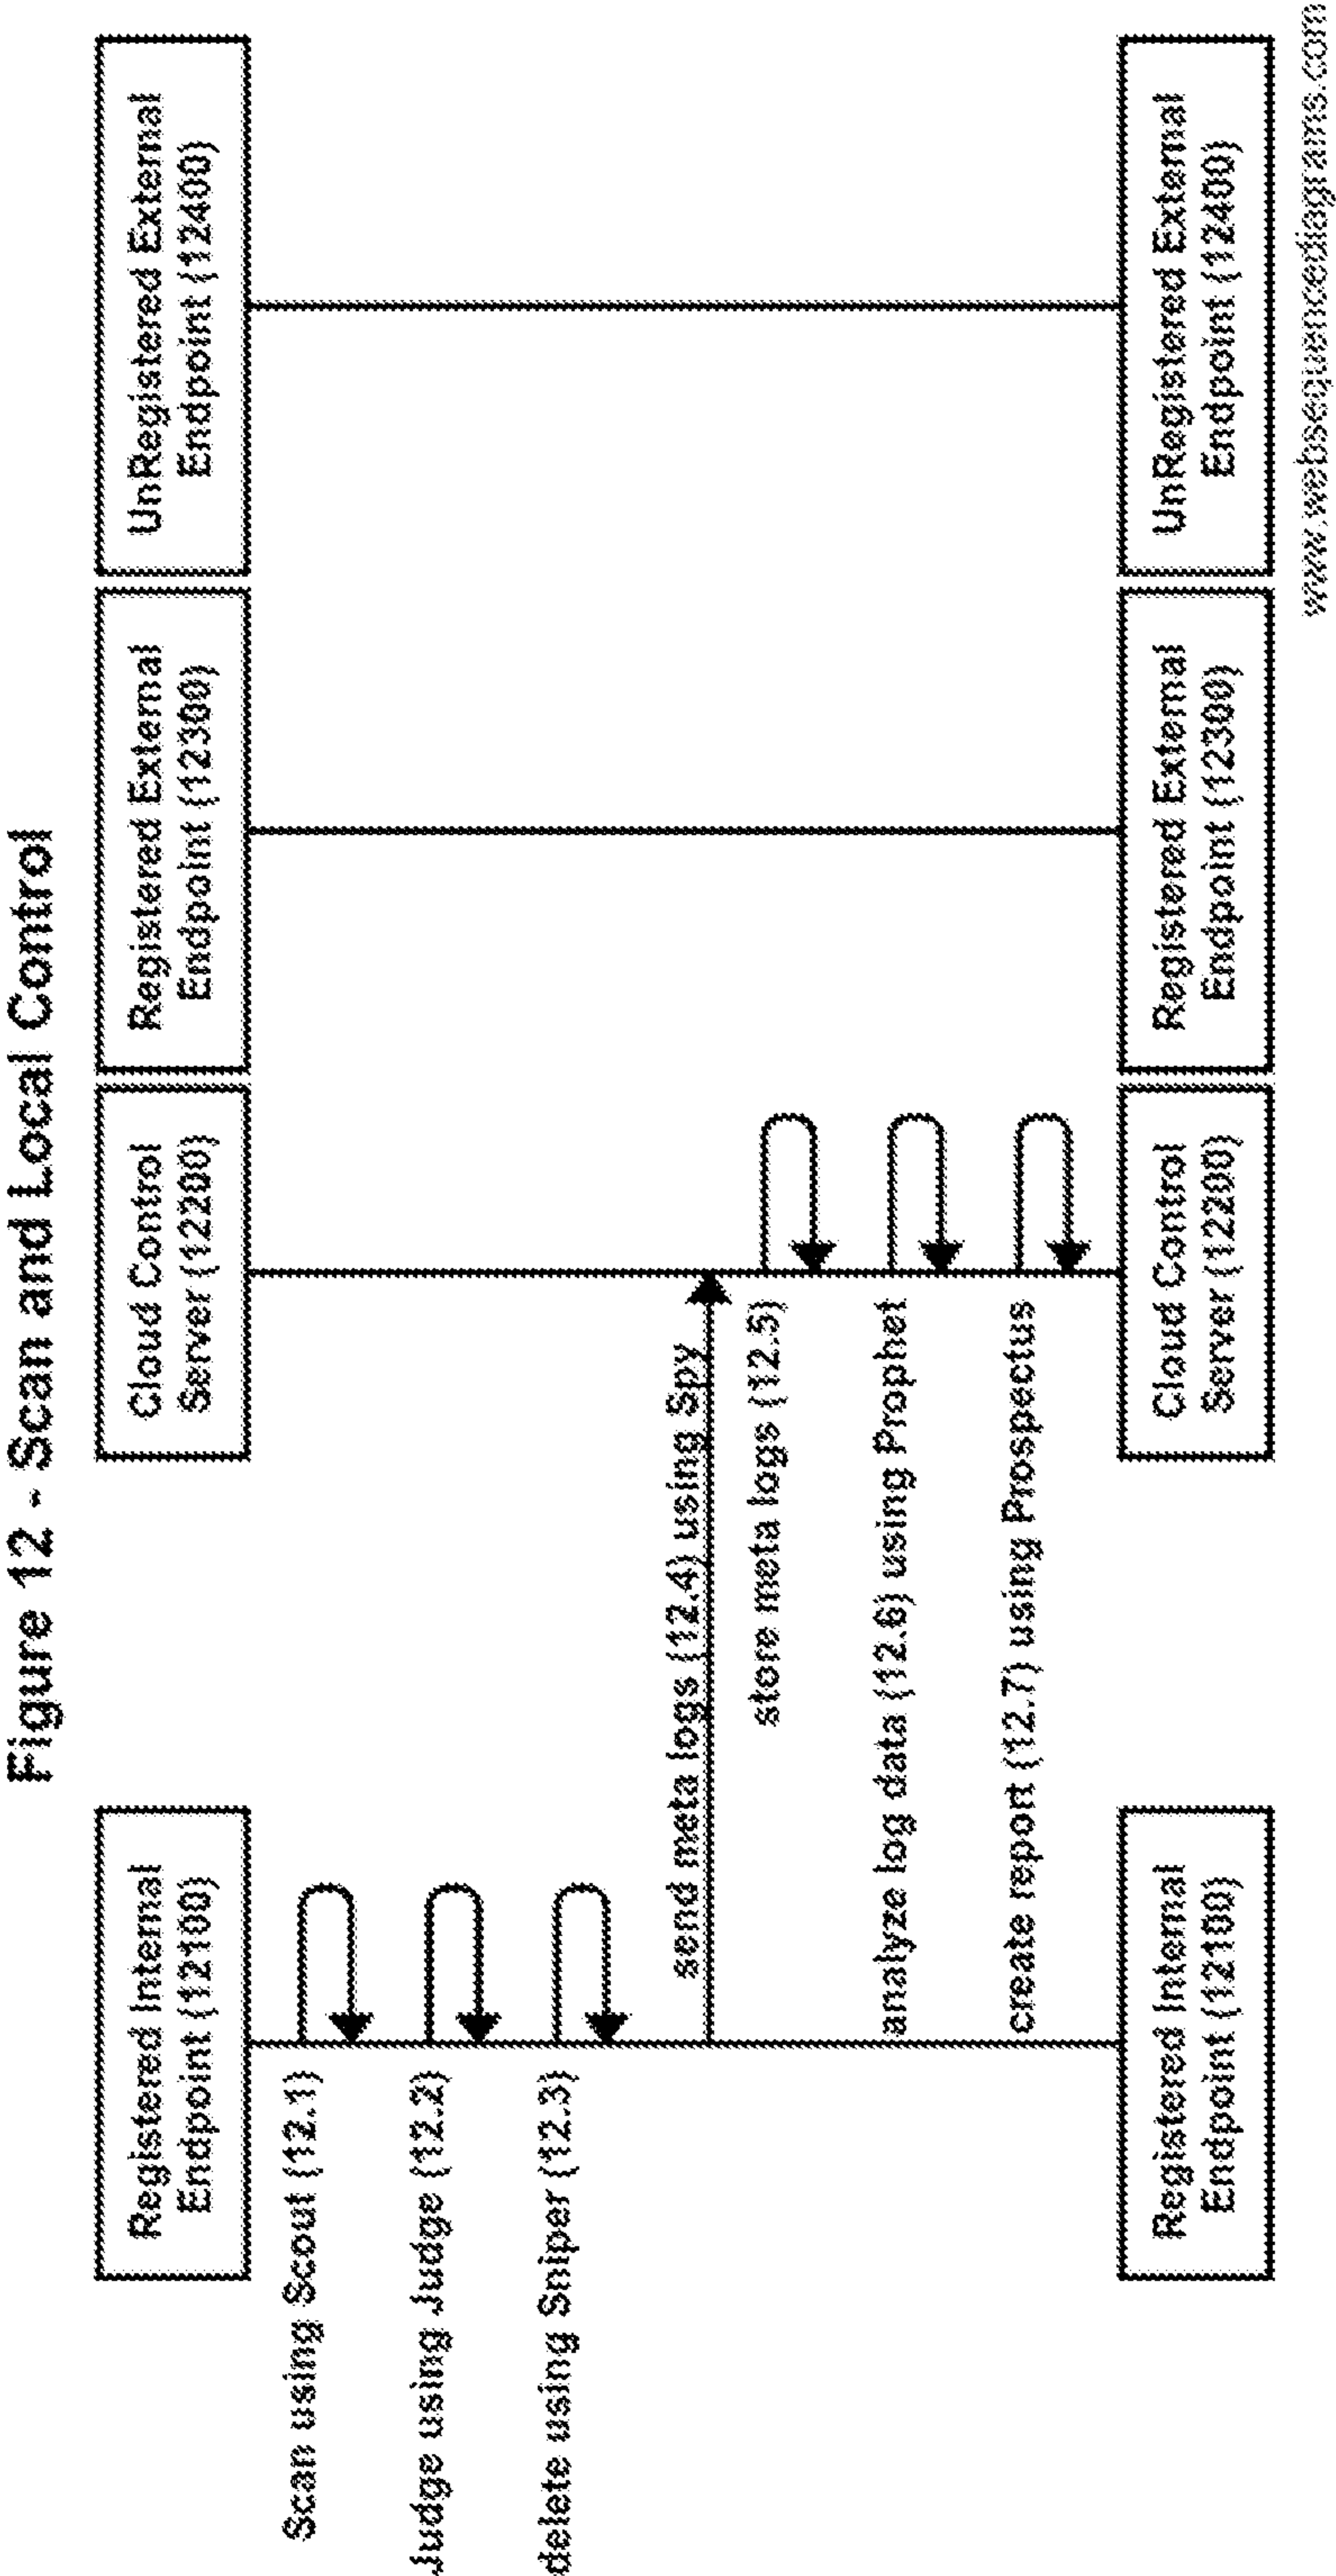 Figure 12 - Scan and Local Control
Registered Internal
Endpoint (12100)
Cloud Control
Server (12200)
Registered External
Endpoint (12300)
UnRegistered External
Endpoint (12400)
Scan using Scout (12.1)
Judge using Judge (12.2)
delete using Sniper (12.3)
send meta logs (12.4) using Spy
store meta logs (12.5)
analyze log data (12.6) using Prophet
create report (12.7) using Prospectus
Registered Internal
Endpoint (12100)
Cloud Control
Server (12200)
Registered External
Endpoint (12300)
UnRegistered External
Endpoint (12400)
www.websequencediagrams.com